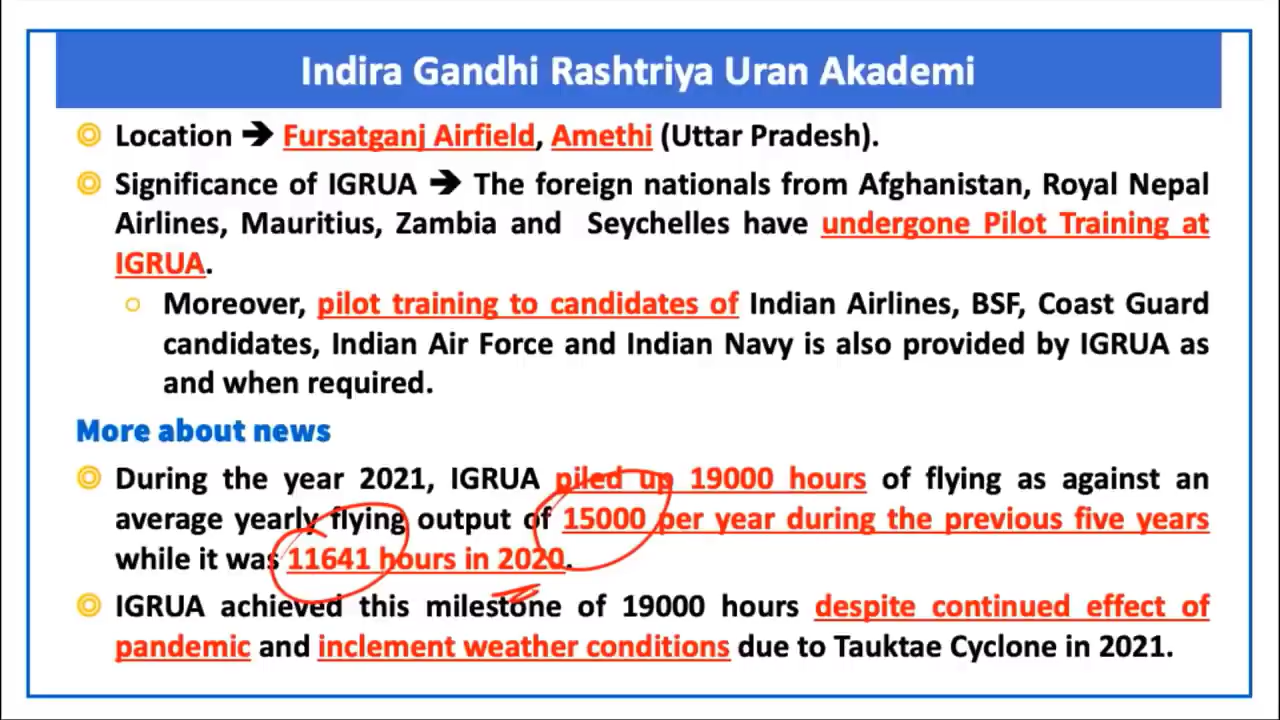 Indira Gandhi Rashtriya Uran Akademi
Location ➔ Fursatganj Airfield, Amethi (Uttar Pradesh).
Significance of IGRUA ➔ The foreign nationals from Afghanistan, Royal Nepal
Airlines, Mauritius, Zambia and Seychelles have undergone Pilot Training at
IGRUA.
Moreover, pilot training to candidates of Indian Airlines, BSF, Coast Guard
candidates, Indian Air Force and Indian Navy is also provided by IGRUA as
and when required.
More about news
During the year 2021, IGRUA piled up 19000 hours of flying as against an
average yearly flying output of 15000 per year during the previous five years
while it was 11641 hours in 2020.
IGRUA achieved this milestone of 19000 hours despite continued effect of
pandemic and inclement weather conditions due to Tauktae Cyclone in 2021.